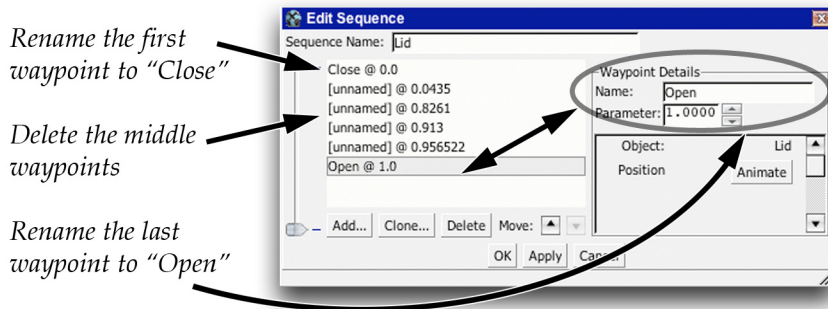 Rename the first
waypoint to “Close”
Delete the middle
waypoints
Rename the last
waypoint to “Open”
Edit Sequence
Sequence Name: Lid
Close @ 0.0
[unnamed] @ 0.0435
[unnamed] @ 0.8261
[unnamed] @ 0.913
[unnamed] @ 0.956522
Open @ 1.0
Add... Clone... Delete Move:
Waypoint Details
Name: Open
Parameter: 1.0000
Object: Lid
Position Animate
OK Apply